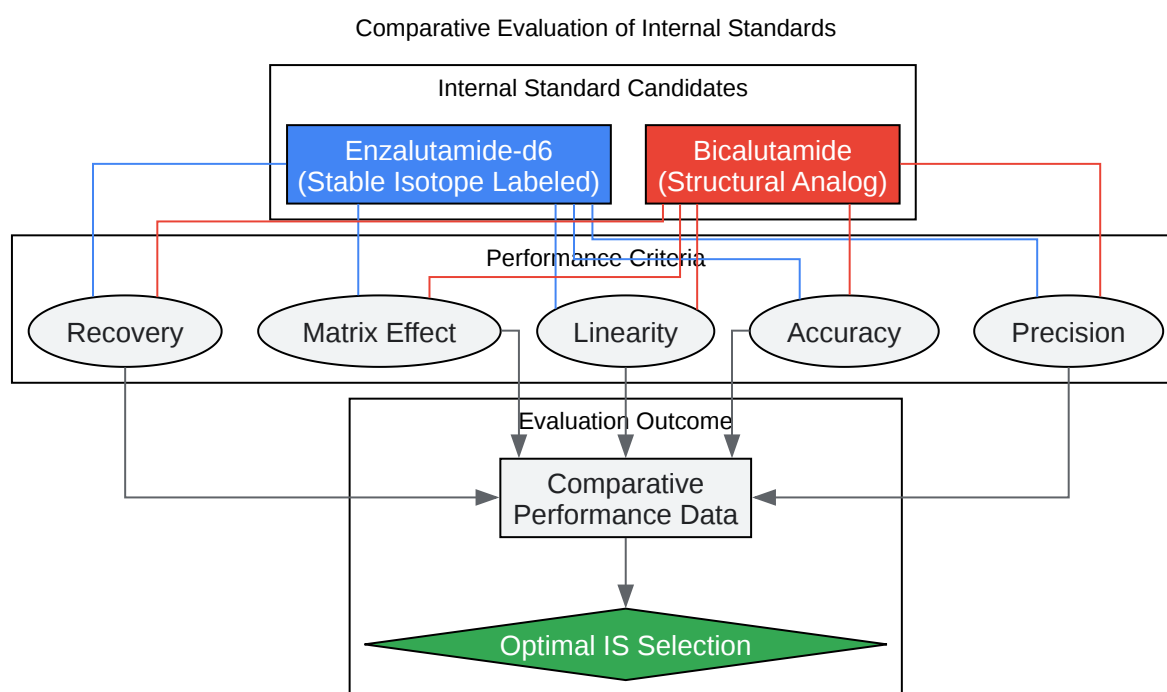 Comparative Evaluation of Internal Standards
Internal Standard Candidates
Enzalutamide-d6
(Stable Isotope Labeled)
Bicalutamide
(Structural Analog)
Performance Criteria
Recovery
Matrix Effect
Linearity
Accuracy
Precision
Evaluation Outcome
Comparative
Performance Data
Optimal IS Selection